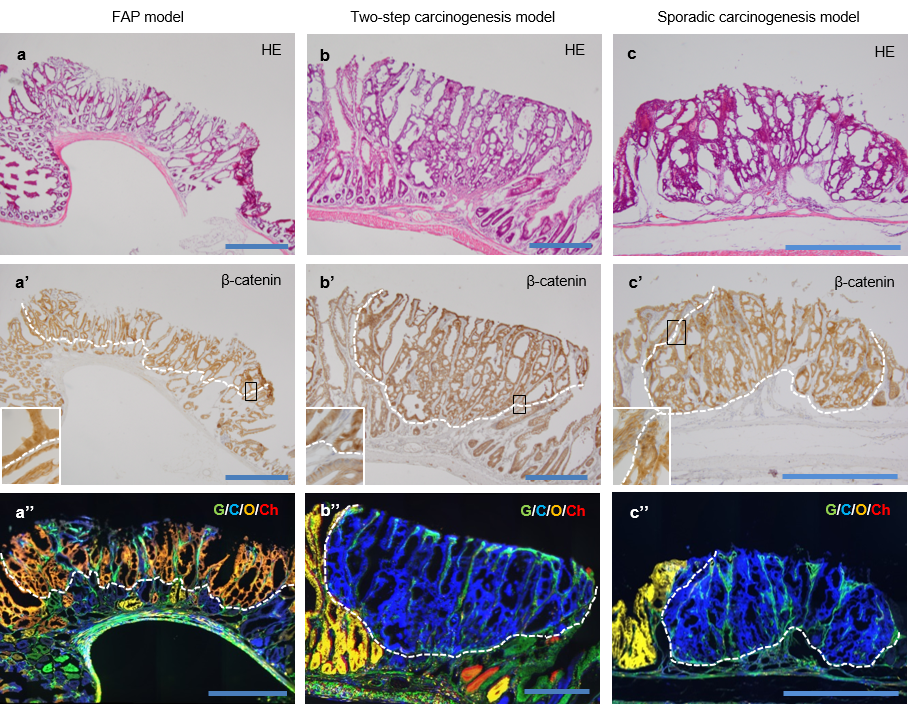 FAP model
Two-step carcinogenesis model
Sporadic carcinogenesis model
a
HE
b
HE
c
HE
a’
β-catenin
b’
β-catenin
c’
β-catenin
a’’
G/C/O/Ch
b’’
G/C/O/Ch
c’’
G/C/O/Ch